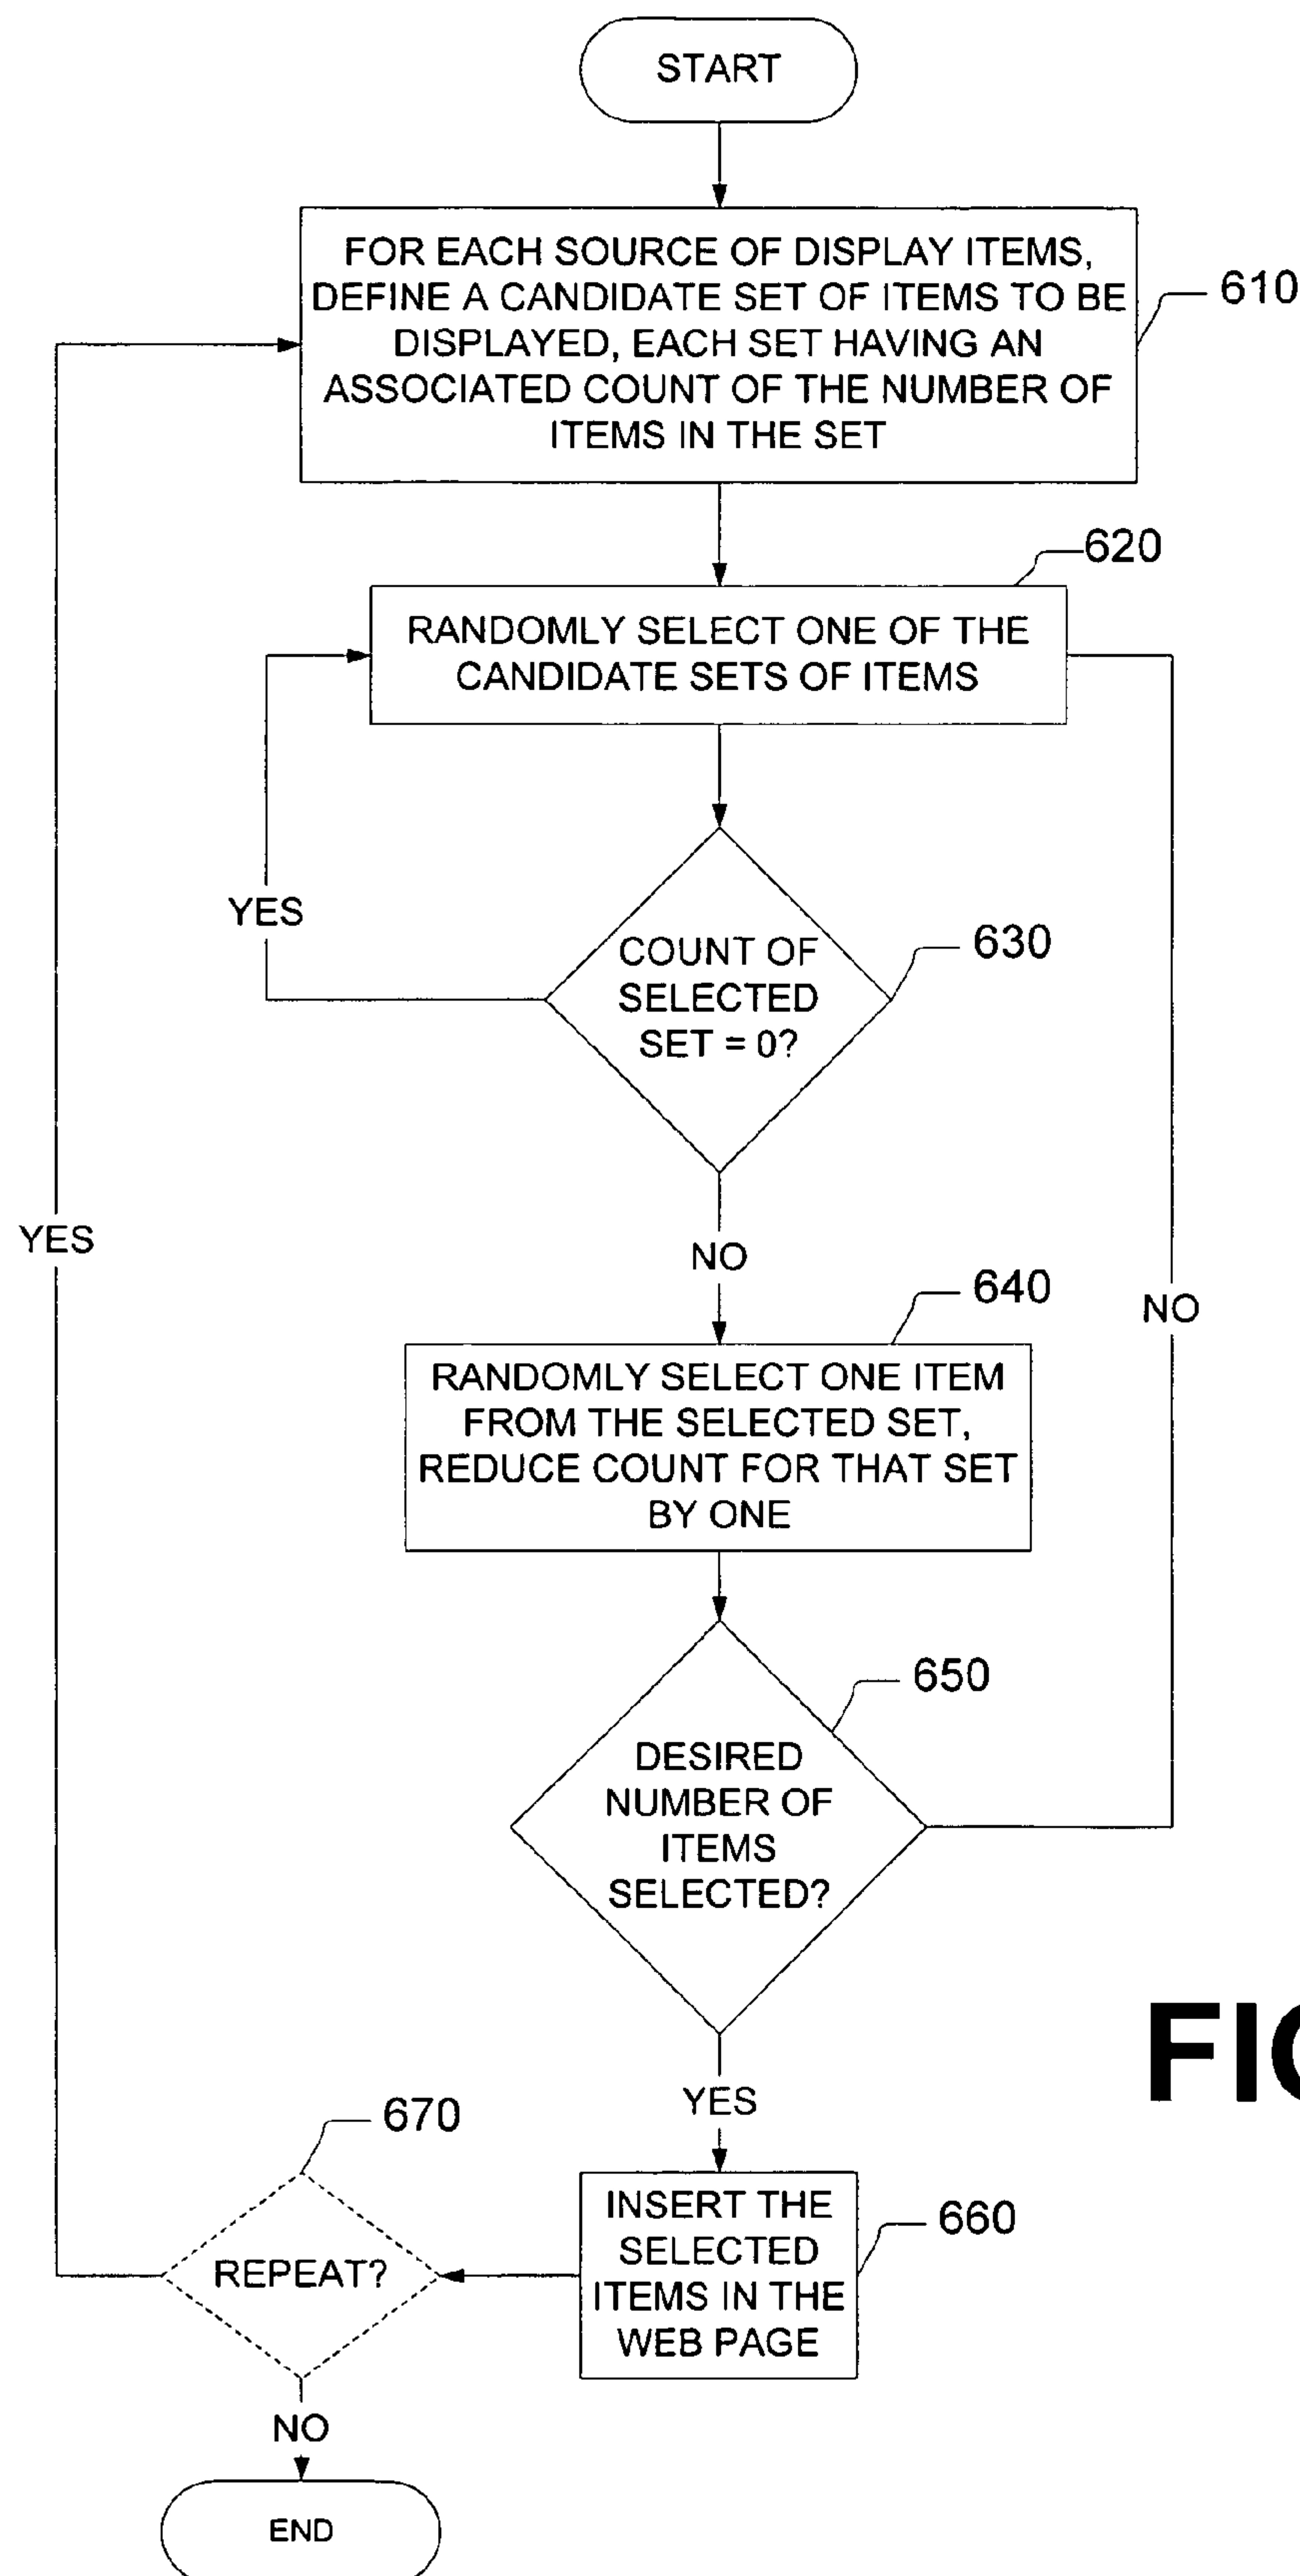 START
FOR EACH SOURCE OF DISPLAY ITEMS,
DEFINE A CANDIDATE SET OF ITEMS TO BE
DISPLAYED, EACH SET HAVING AN
ASSOCIATED COUNT OF THE NUMBER OF
ITEMS IN THE SET
610
620
RANDOMLY SELECT ONE OF THE
CANDIDATE SETS OF ITEMS
YES
COUNT OF
SELECTED
SET = 0?
630
YES
NO
640
NO
RANDOMLY SELECT ONE ITEM
FROM THE SELECTED SET,
REDUCE COUNT FOR THAT SET
BY ONE
650
DESIRED
NUMBER OF
ITEMS
SELECTED?
YES
670
INSERT THE
SELECTED
ITEMS IN THE
WEB PAGE
660
REPEAT?
NO
END